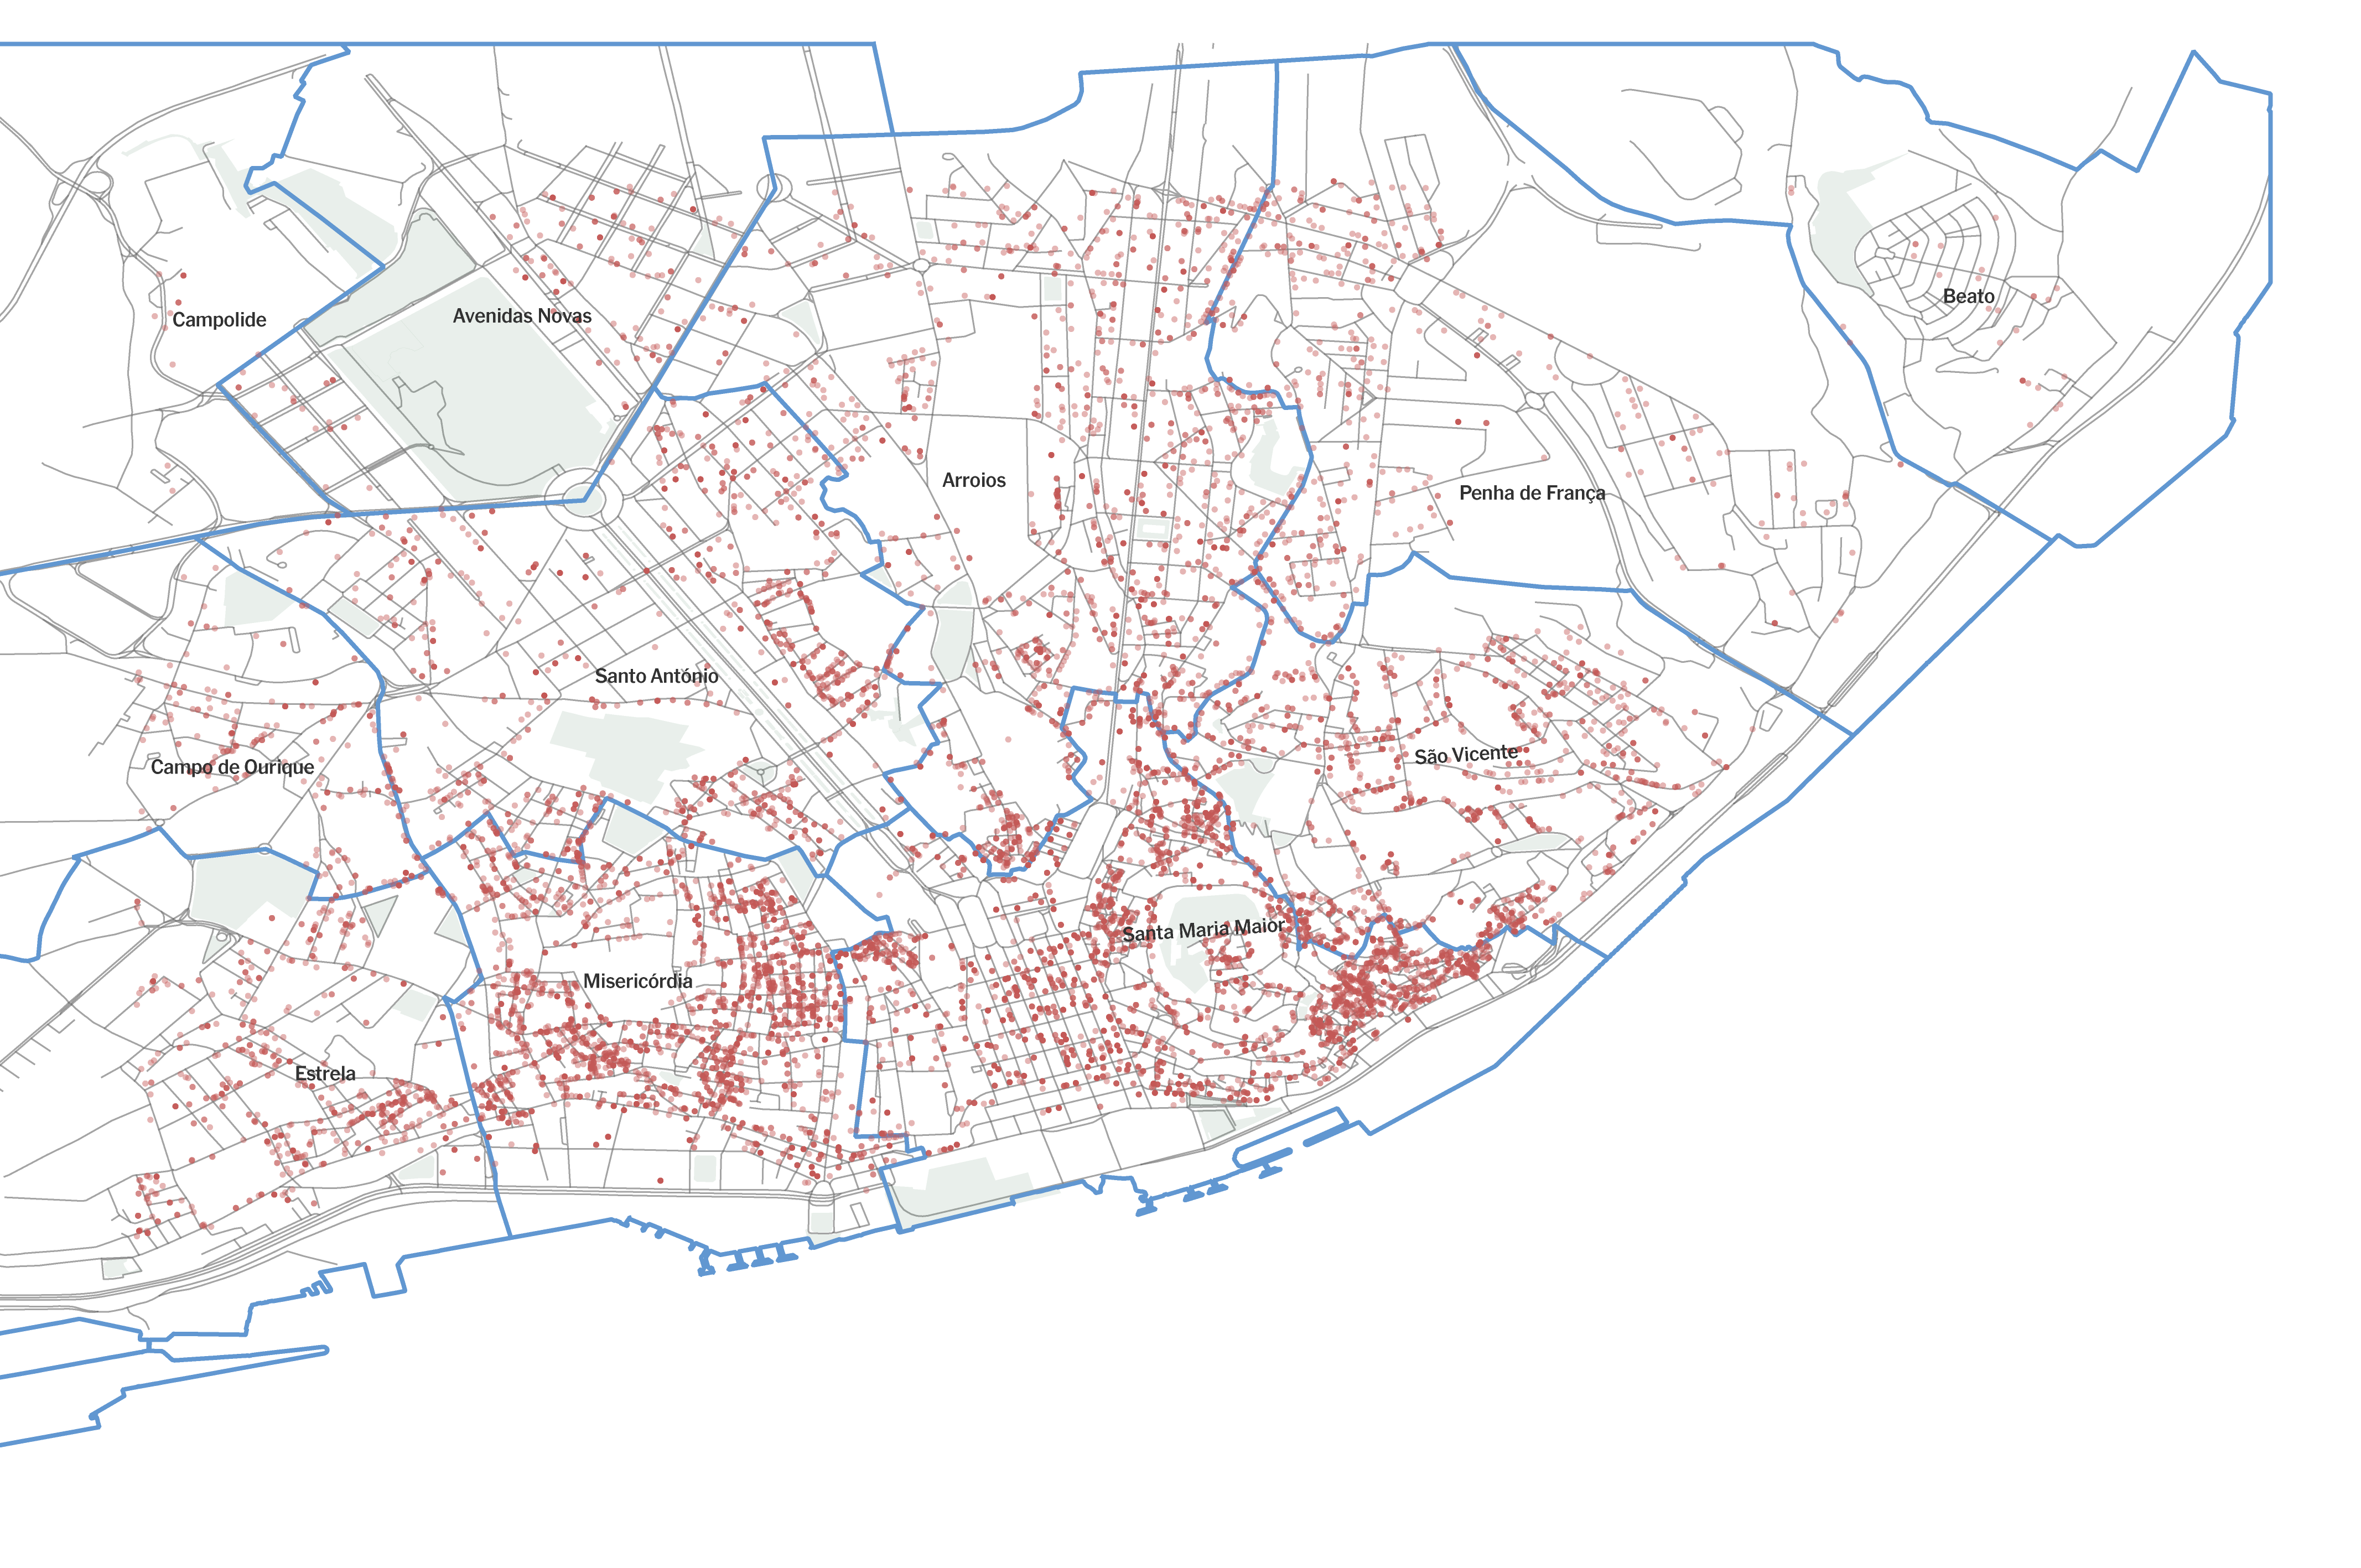 Beato
Campolide
Avenidas Novas
Arroios
Penha de França
Santo António
São Vicente
Campo de Ourique
Santa Maria Maior
Misericórdia
Estrela